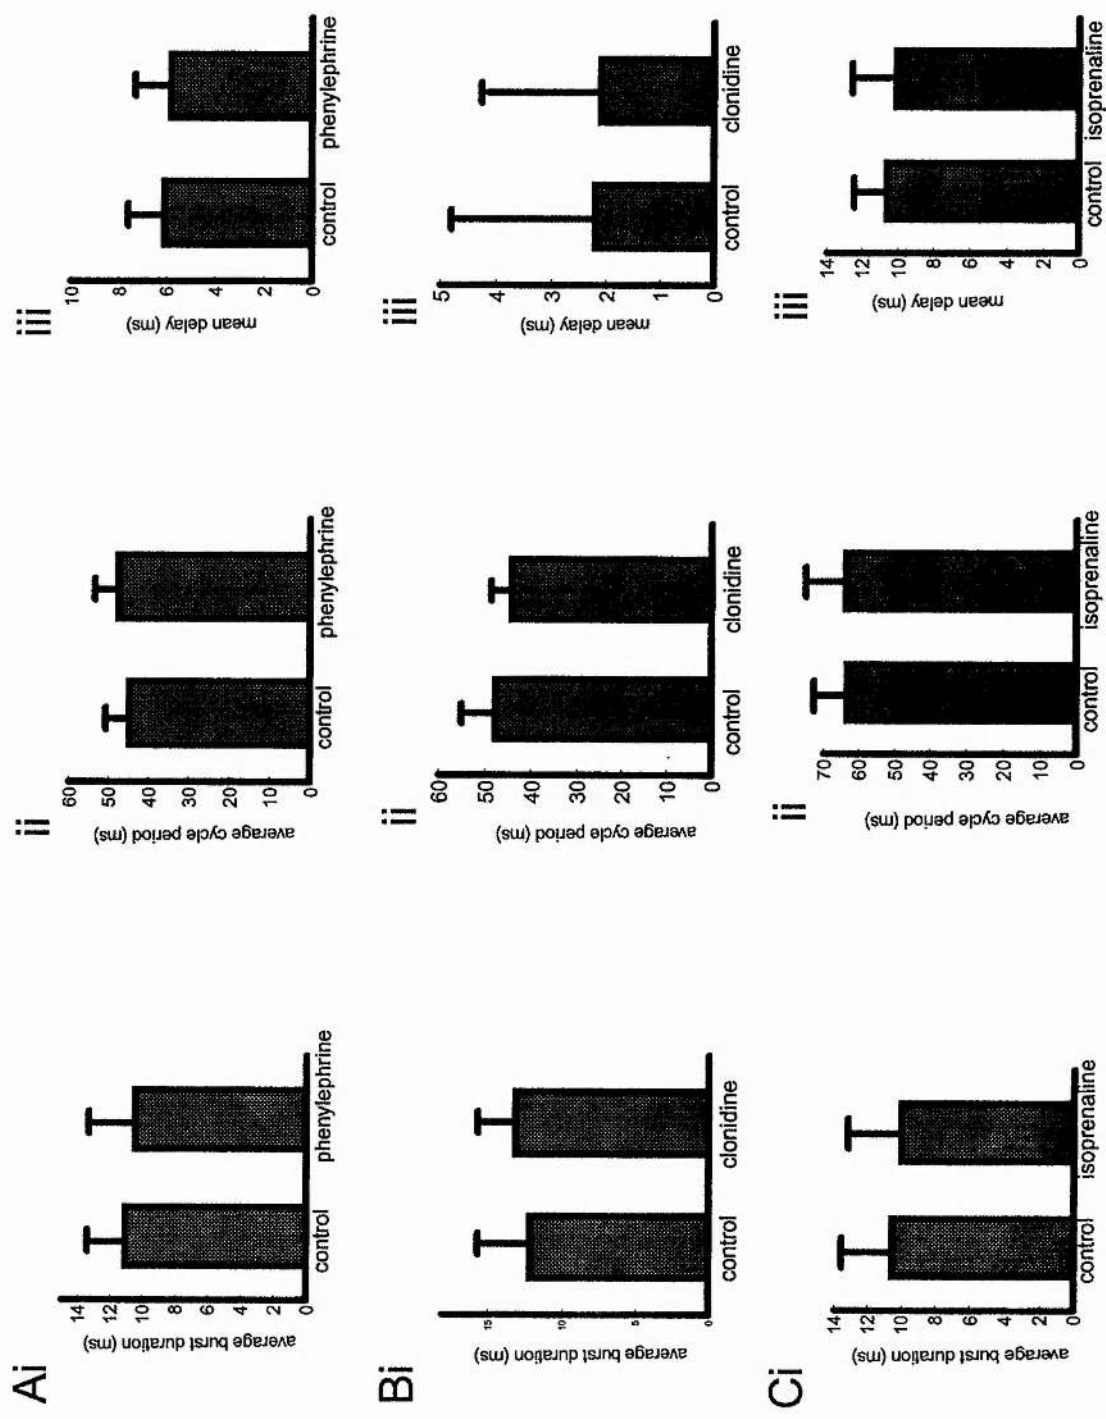 Ai
average burst duration (ms)
14
12
10
8
6
4
2
0
control
phenylephrine
ii
average cycle period (ms)
60
50
40
30
20
10
0
control
phenylephrine
iii
mean delay (ms)
10
8
6
4
2
0
control
phenylephrine
Bi
average burst duration (ms)
15
10
5
0
control
clonidine
ii
average cycle period (ms)
60
50
40
30
20
10
0
control
clonidine
iii
mean delay (ms)
5
4
3
2
1
0
control
clonidine
Ci
average burst duration (ms)
14
12
10
8
6
4
2
0
control
isoprenaline
ii
average cycle period (ms)
70
60
50
40
30
20
10
0
control
isoprenaline
iii
mean delay (ms)
14
12
10
8
6
4
2
0
control
isoprenaline